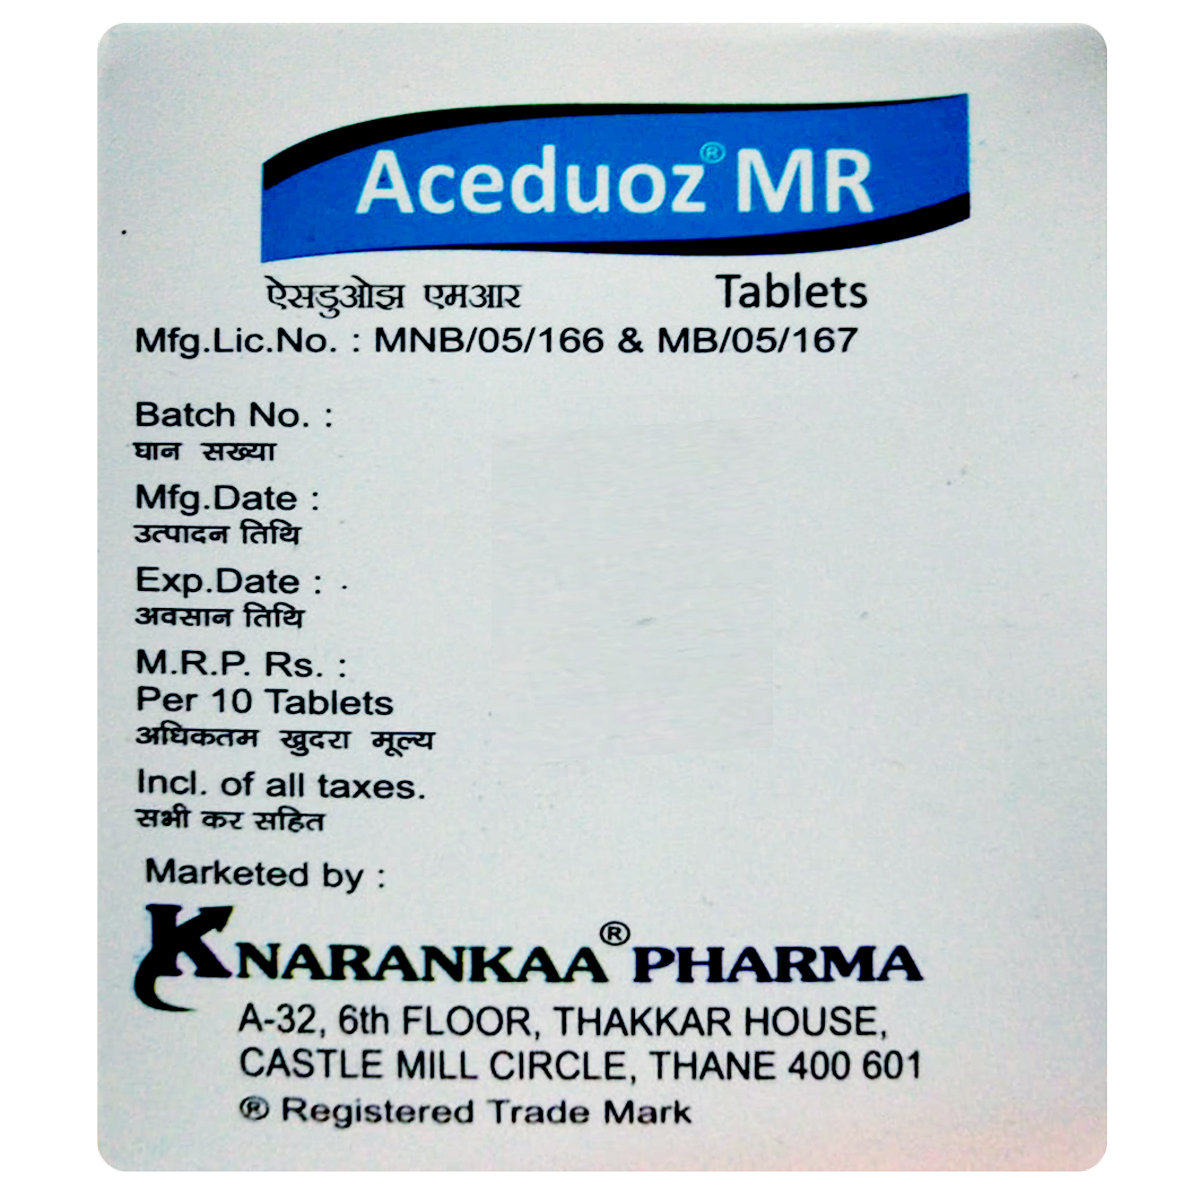 Aceduoz® MR
ऐसडुओझ एमआर Tablets
Mfg.Lic.No. : MNB/05/166 & MB/05/167
Batch No. :
घान सख्या
Mfg.Date :
उत्पादन तिथि
Exp.Date :
अवसान तिथि
M.R.P. Rs. :
Per 10 Tablets
अधिकतम खुदरा मूल्य
Incl. of all taxes.
सभी कर सहित
Marketed by :
KNARANKAA® PHARMA
A-32, 6th FLOOR, THAKKAR HOUSE,
CASTLE MILL CIRCLE, THANE 400 601
® Registered Trade Mark